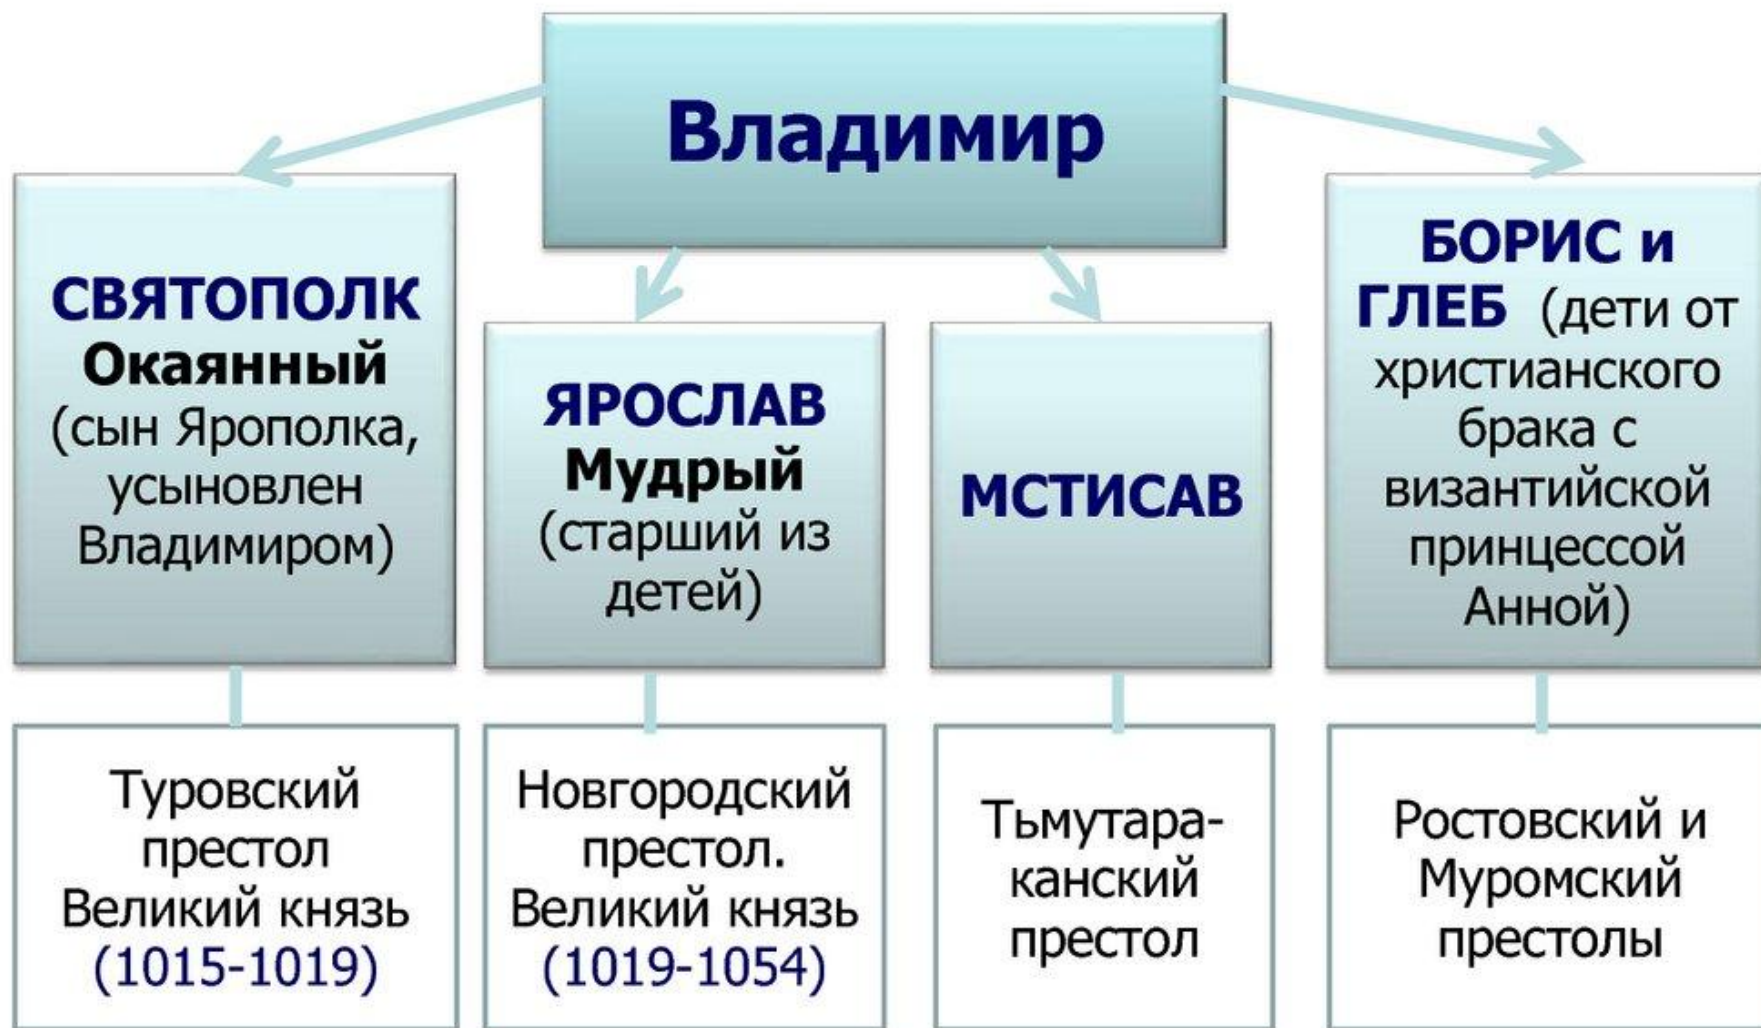 Владимир
СВЯТОПОЛК
Окаянный
(сын Ярополка,
усыновлен
Владимиром)
ЯРОСЛАВ
Мудрый
(старший из
детей)
МСТИСАВ
БОРИС и
ГЛЕБ (дети от
христианского
брака с
византийской
принцессой
Анной)
Туровский
престол
Великий князь
(1015-1019)
Новгородский
престол.
Великий князь
(1019-1054)
Тьмутара-
канский
престол
Ростовский и
Муромский
престолы